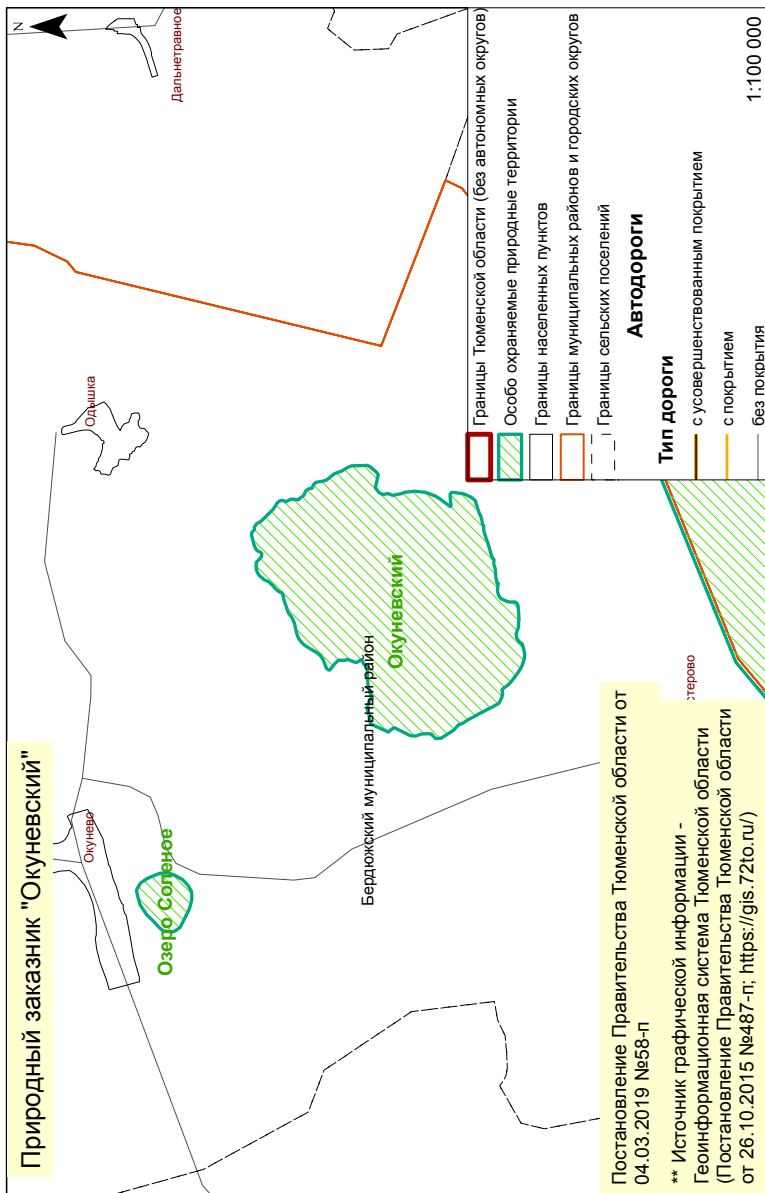 Природный заказник "Окуневский"
N
Дальнетравное
Одышка
Окунево
Озеро Соленое
Окуневский
Бердюжский муниципальный район
стерово
Границы Тюменской области (без автономных округов)
Особо охраняемые природные территории
Границы населенных пунктов
Границы муниципальных районов и городских округов
Границы сельских поселений
Автодороги
Тип дороги
с усовершенствованным покрытием
с покрытием
без покрытия
1:100 000
Постановление Правительства Тюменской области от
04.03.2019 №58-п
** Источник графической информации -
Геоинформационная система Тюменской области
(Постановление Правительства Тюменской области
от 26.10.2015 №487-п; https://gis.72to.ru/)